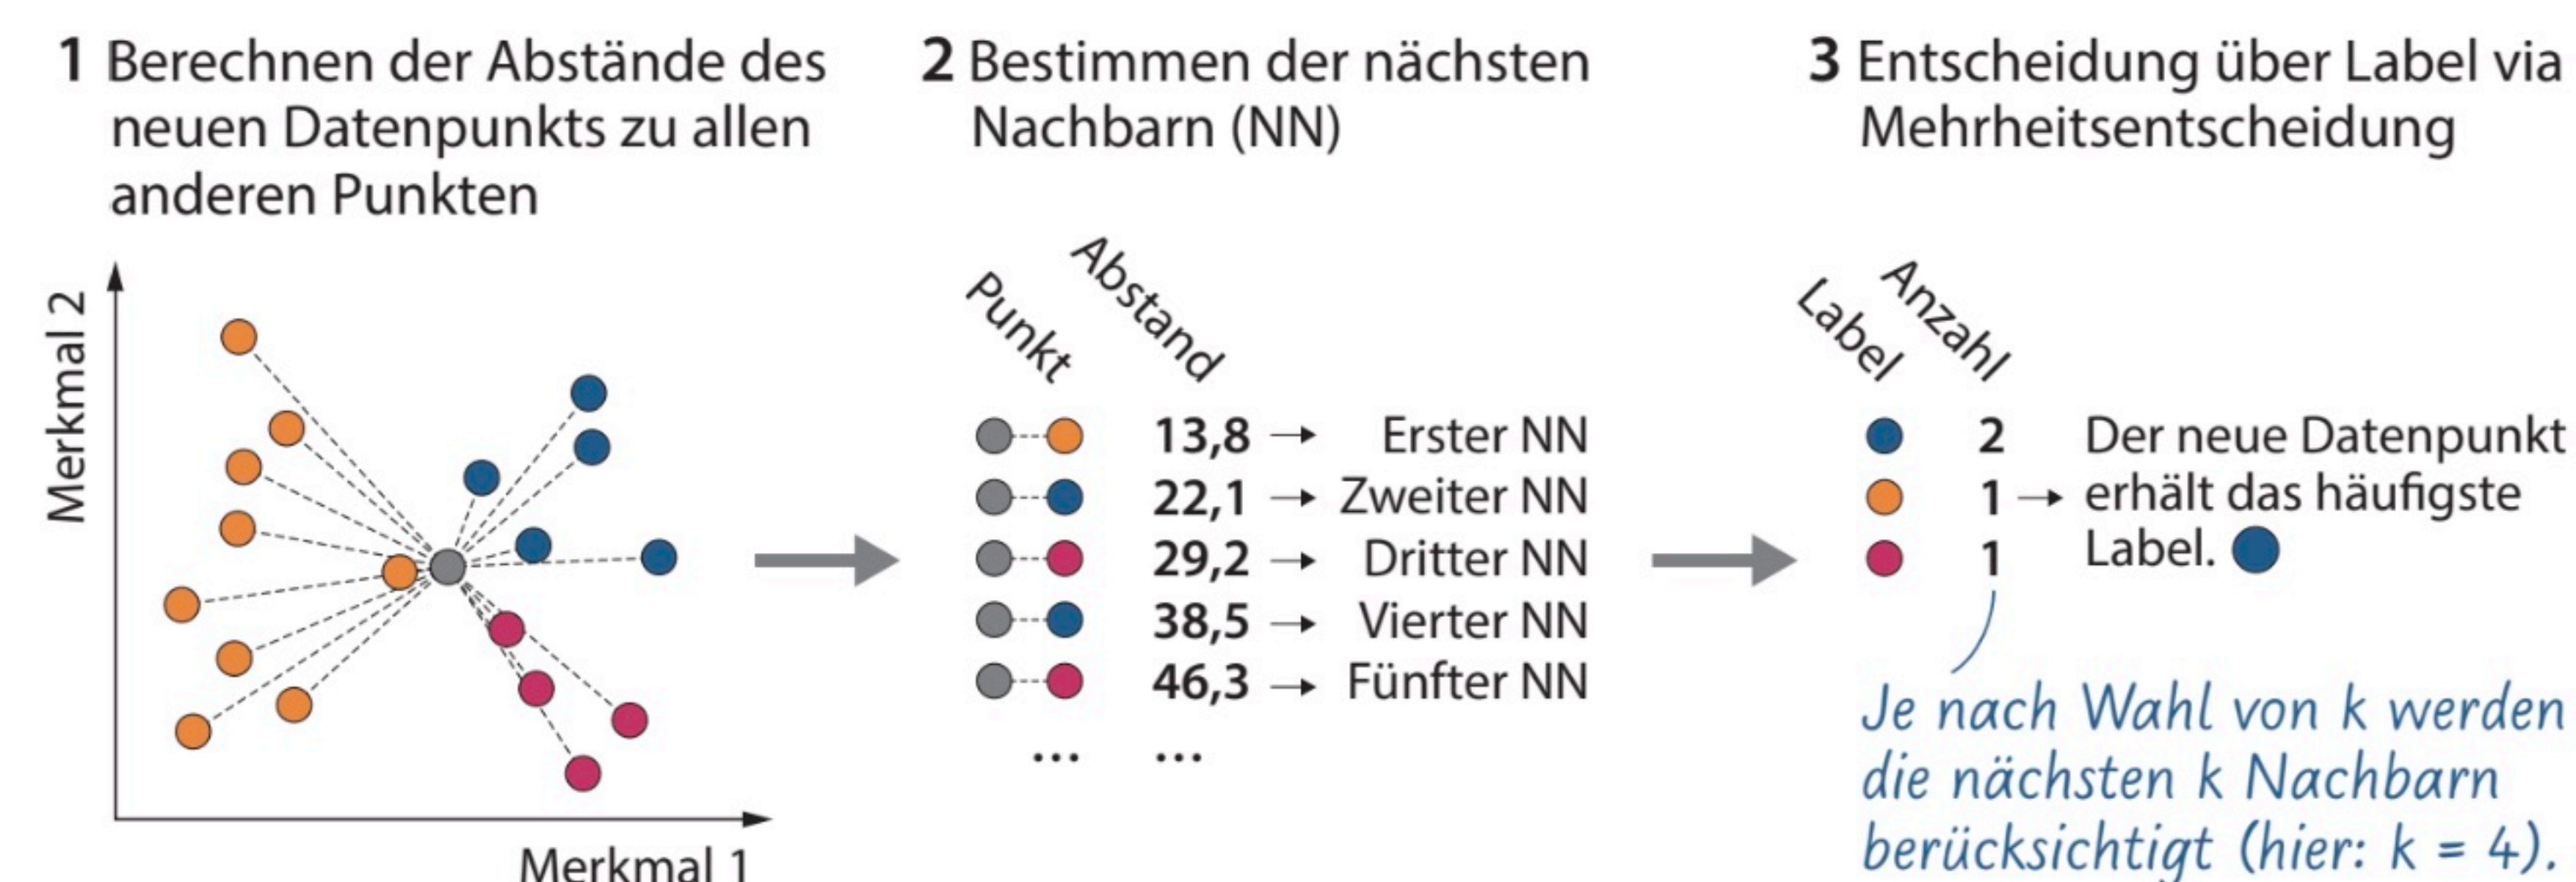 1 Berechnen der Abstände des
neuen Datenpunkts zu allen
anderen Punkten
Merkmal 2
Merkmal 1
2 Bestimmen der nächsten
Nachbarn (NN)
Punkt
Abstand
13,8 → Erster NN
22,1 → Zweiter NN
29,2 → Dritter NN
38,5 → Vierter NN
46,3 → Fünfter NN
... ...
3 Entscheidung über Label via
Mehrheitsentscheidung
Label
Anzahl
2
1 →
1
Der neue Datenpunkt
erhält das häufigste
Label.
Je nach Wahl von k werden
die nächsten k Nachbarn
berücksichtigt (hier: k = 4).